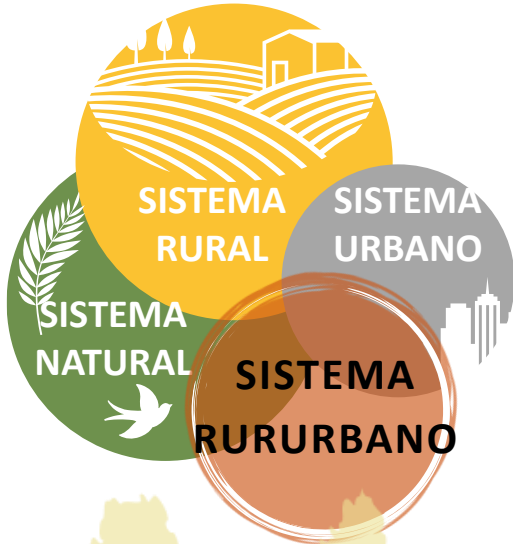 SISTEMA
RURAL
SISTEMA
URBANO
SISTEMA
NATURAL
SISTEMA
RURURBANO